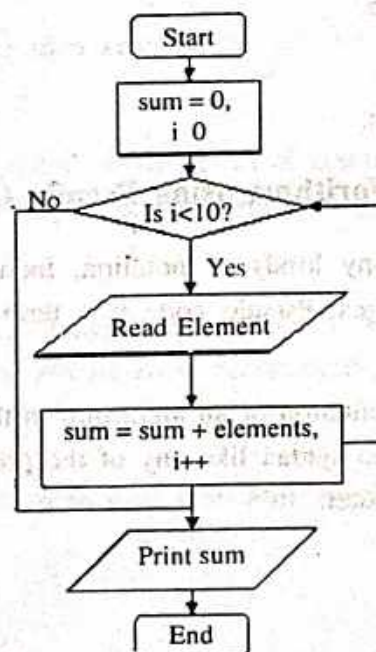 Start
sum = 0,
i 0
No
Is i<10?
Yes
Read Element
sum = sum + elements,
i++
Print sum
End